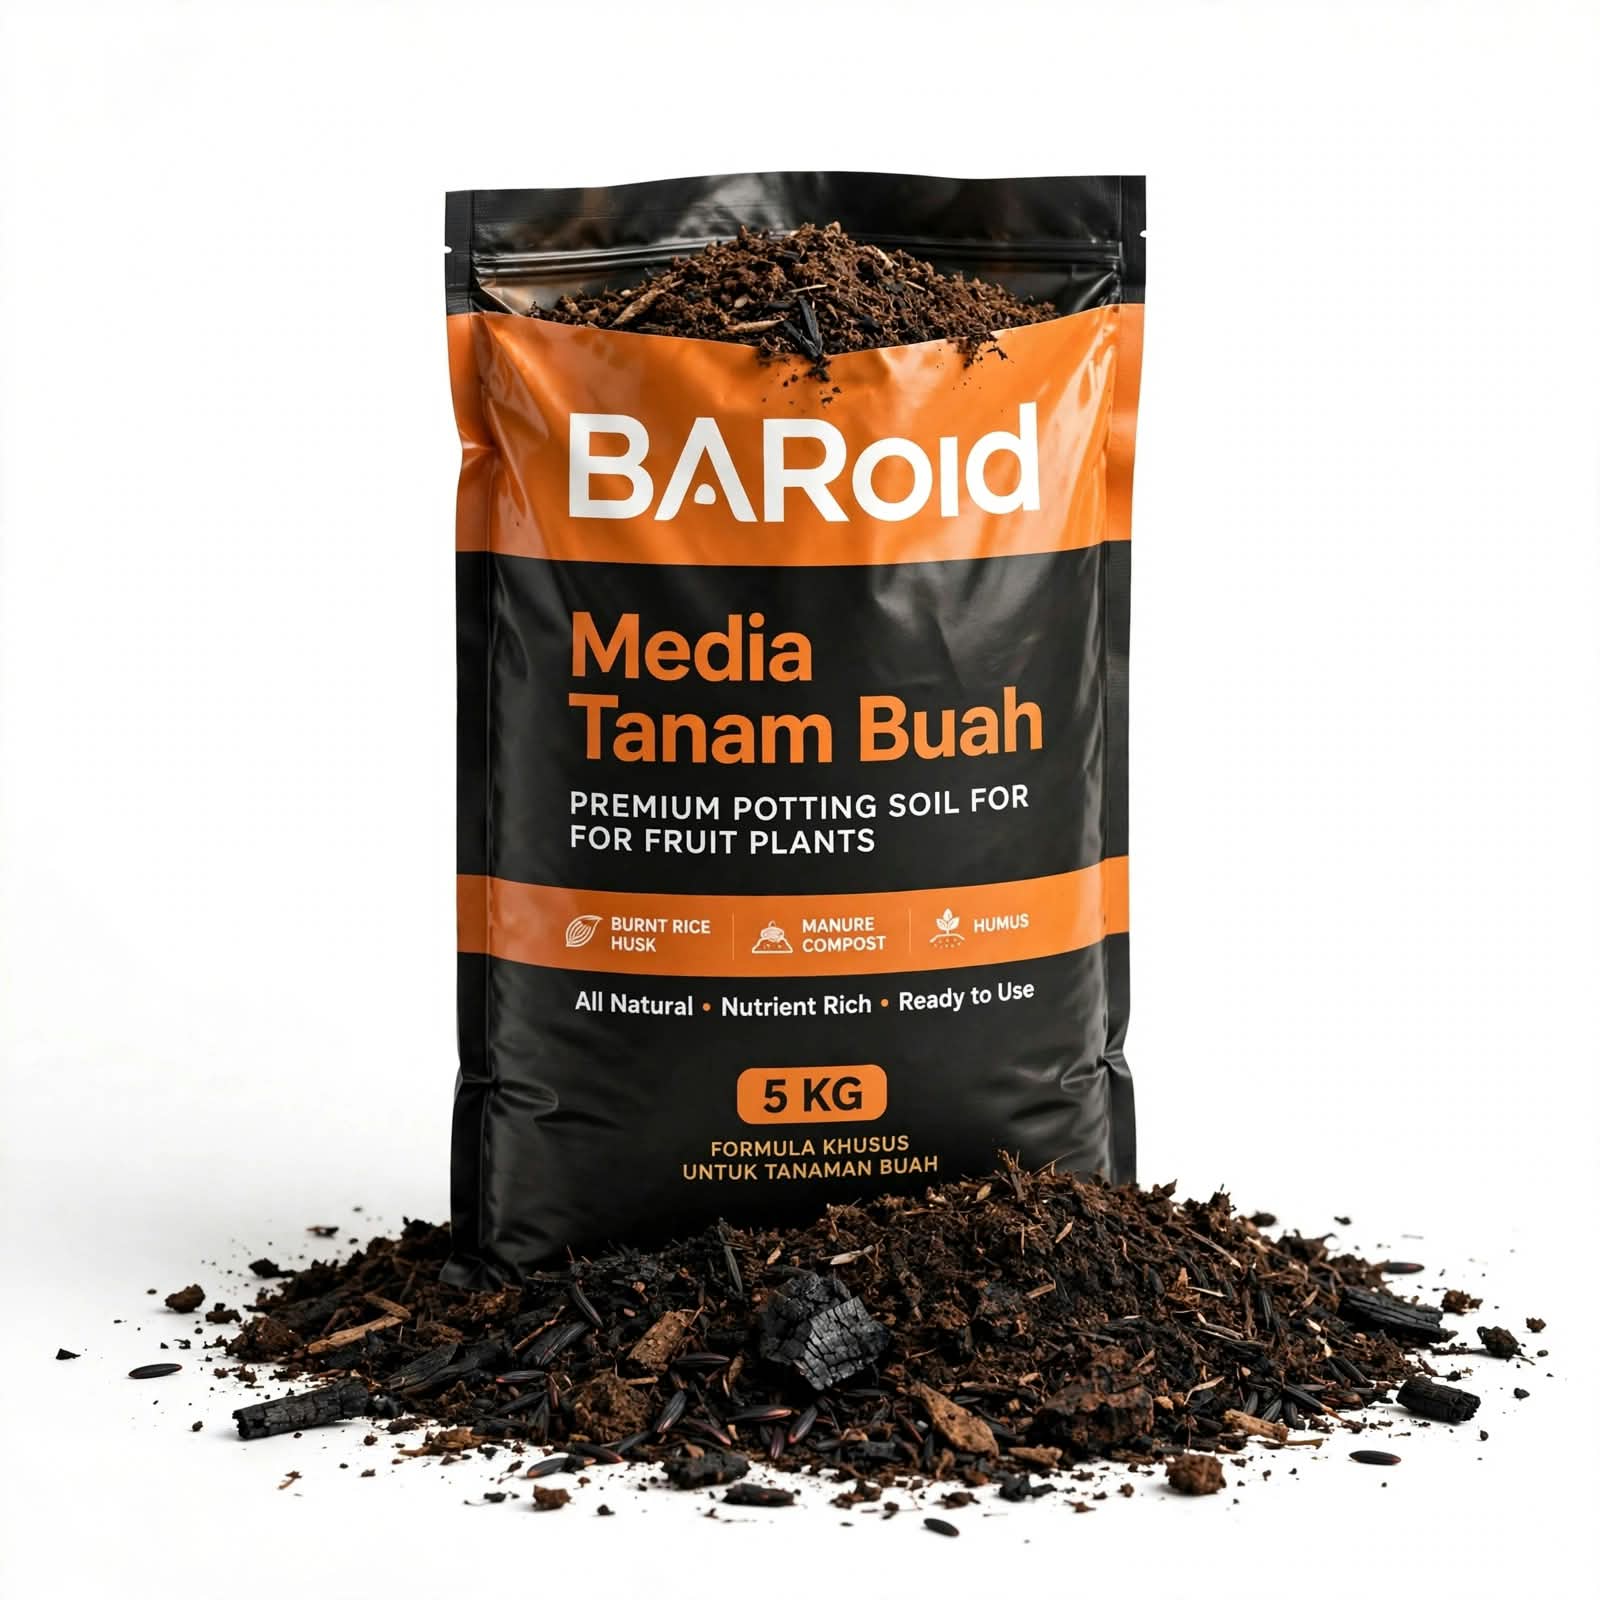 BARoid
Media
Tanam Buah
PREMIUM POTTING SOIL FOR
FOR FRUIT PLANTS
BURNT RICE
HUSK
MANURE
COMPOST
HUMUS
All Natural • Nutrient Rich • Ready to Use
5 KG
FORMULA KHUSUS
UNTUK TANAMAN BUAH